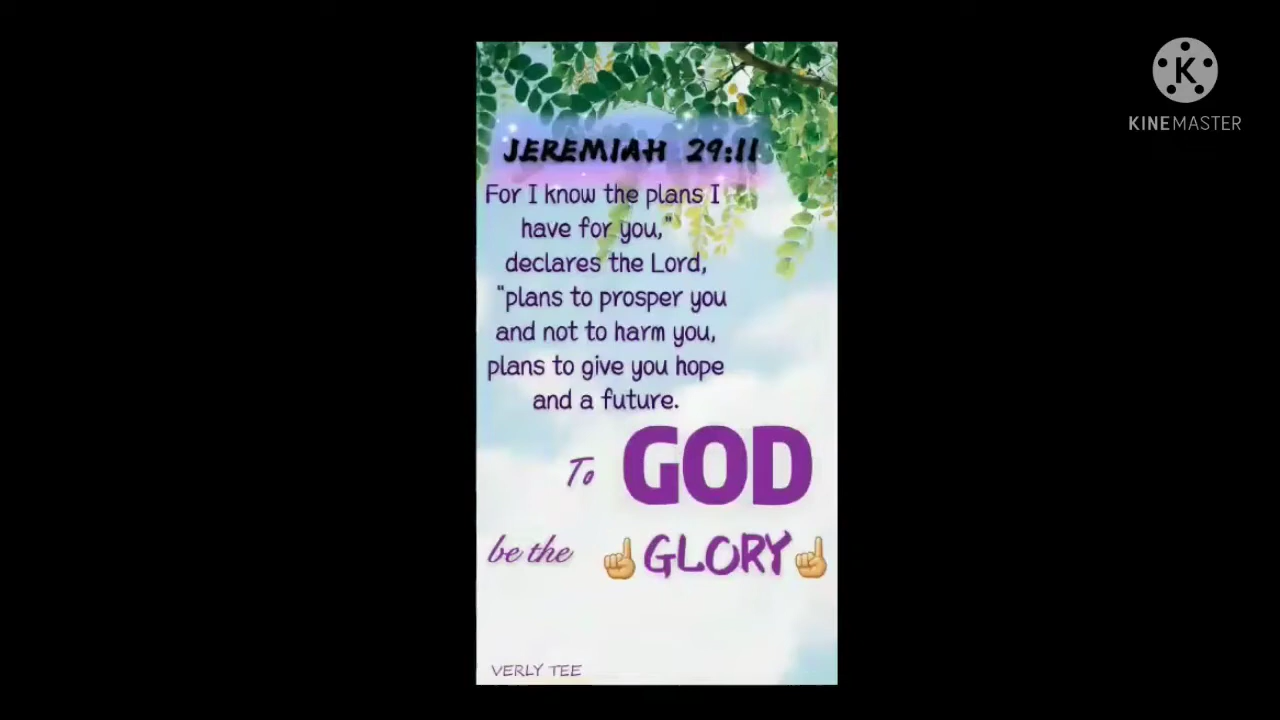 KINEMASTER
JEREMIAH 29:11
For I know the plans I
have for you,"
declares the Lord,
"plans to prosper you
and not to harm you,
plans to give you hope
and a future.
To GOD
be the ☝GLORY☝
VERLY TEE